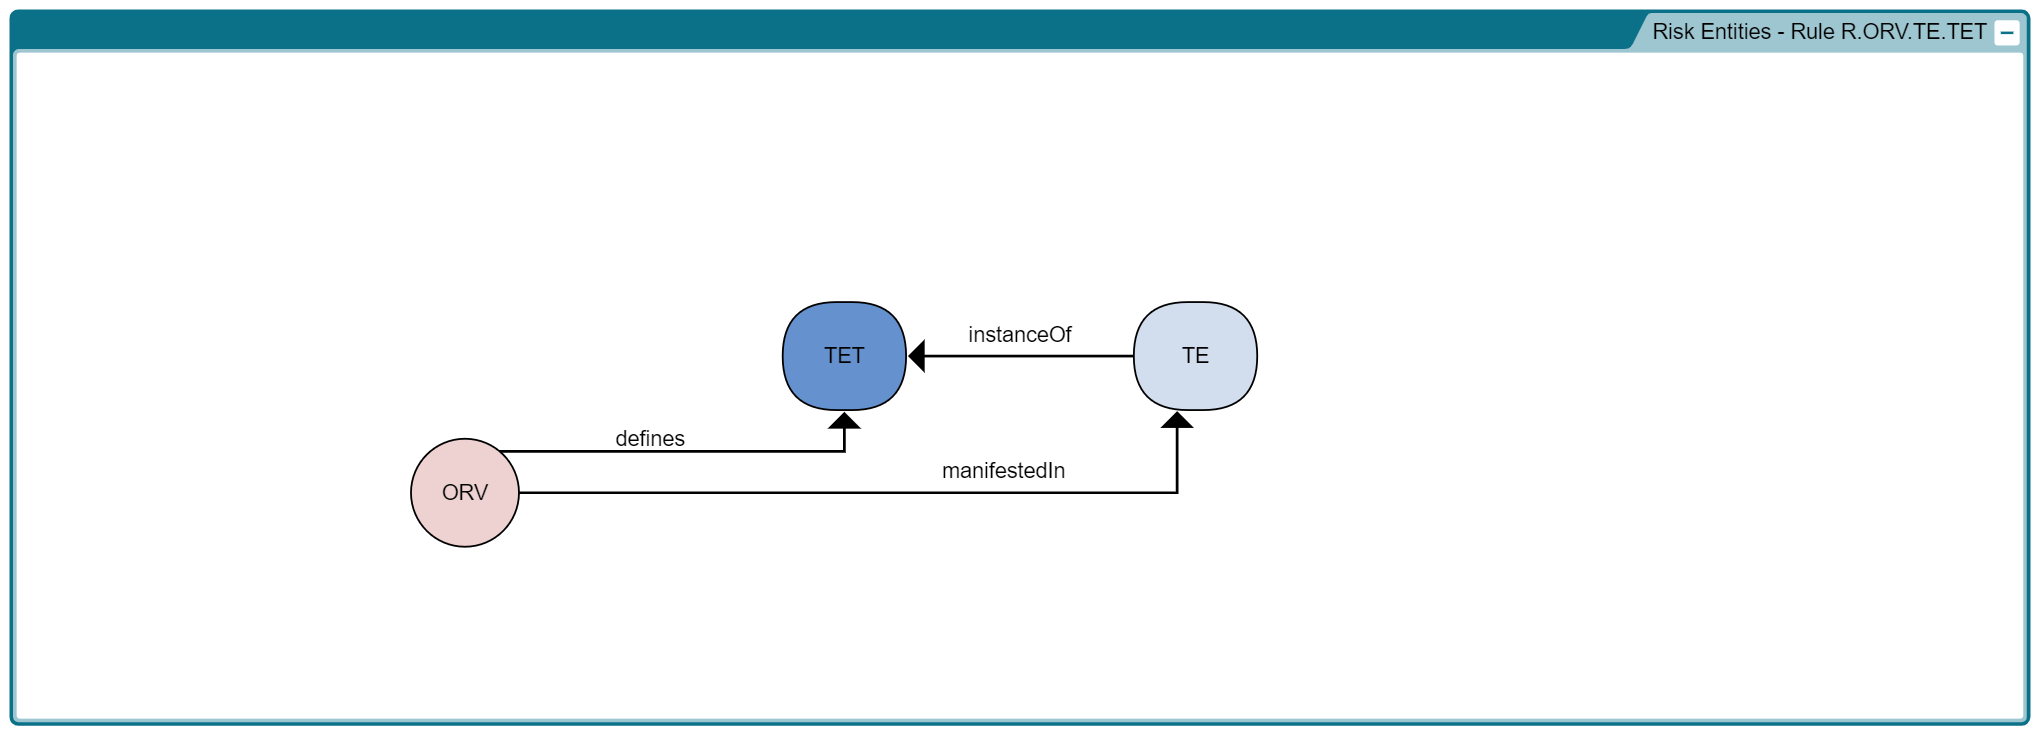 Risk Entities - Rule R.ORV.TE.TET
instanceOf
TET
TE
defines
manifestedIn
ORV